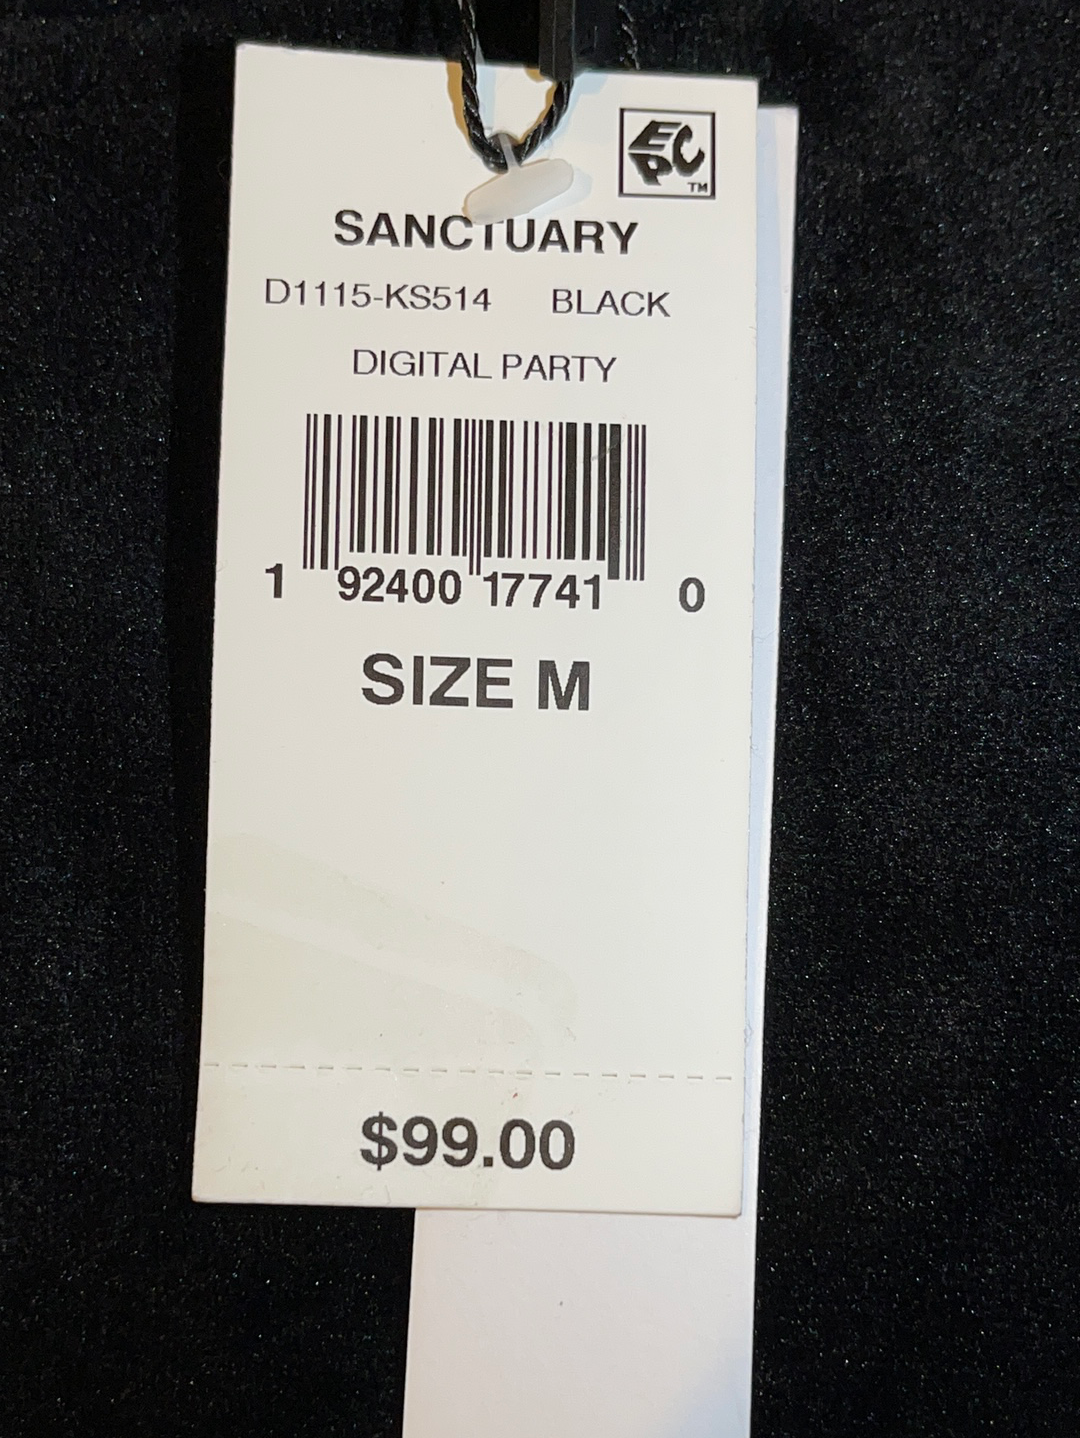 EPC
TM
SANCTUARY
D1115-KS514 BLACK
DIGITAL PARTY
1 92400 17741 0
SIZE M
$99.00